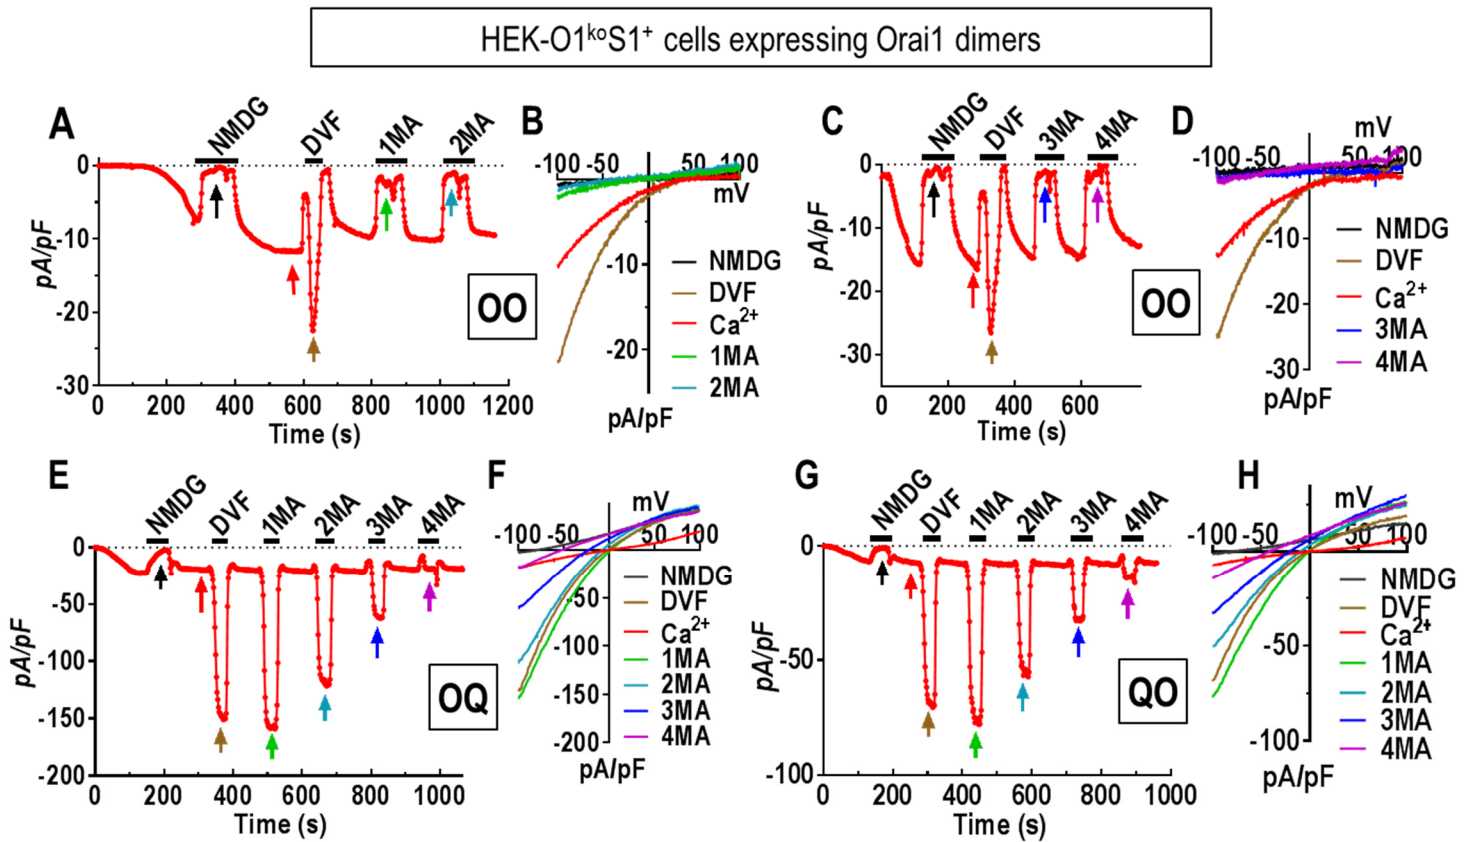 HEK-O1ᵏᵒS1⁺ cells expressing Orai1 dimers
A
NMDG
DVF
1MA
2MA
0
-10
-20
-30
pA/pF
0 200 400 600 800 1000 1200
Time (s)
OO
B
-100 -50 50 100
mV
-10
-20
pA/pF
NMDG
DVF
Ca²⁺
1MA
2MA
C
NMDG
DVF
3MA
4MA
0
-10
-20
-30
pA/pF
0 200 400 600
Time (s)
OO
D
mV
-100 -50 50 100
-10
-20
-30
pA/pF
NMDG
DVF
Ca²⁺
3MA
4MA
E
NMDG
DVF
1MA
2MA
3MA
4MA
0
-50
-100
-150
-200
pA/pF
0 200 400 600 800 1000
Time (s)
OQ
F
mV
-100 -50 50 100
-50
-100
-150
-200
pA/pF
NMDG
DVF
Ca²⁺
1MA
2MA
3MA
4MA
G
NMDG
DVF
1MA
2MA
3MA
4MA
0
-50
-100
pA/pF
0 200 400 600 800 1000
Time (s)
QO
H
mV
-100 -50 50 100
-50
-100
pA/pF
NMDG
DVF
Ca²⁺
1MA
2MA
3MA
4MA